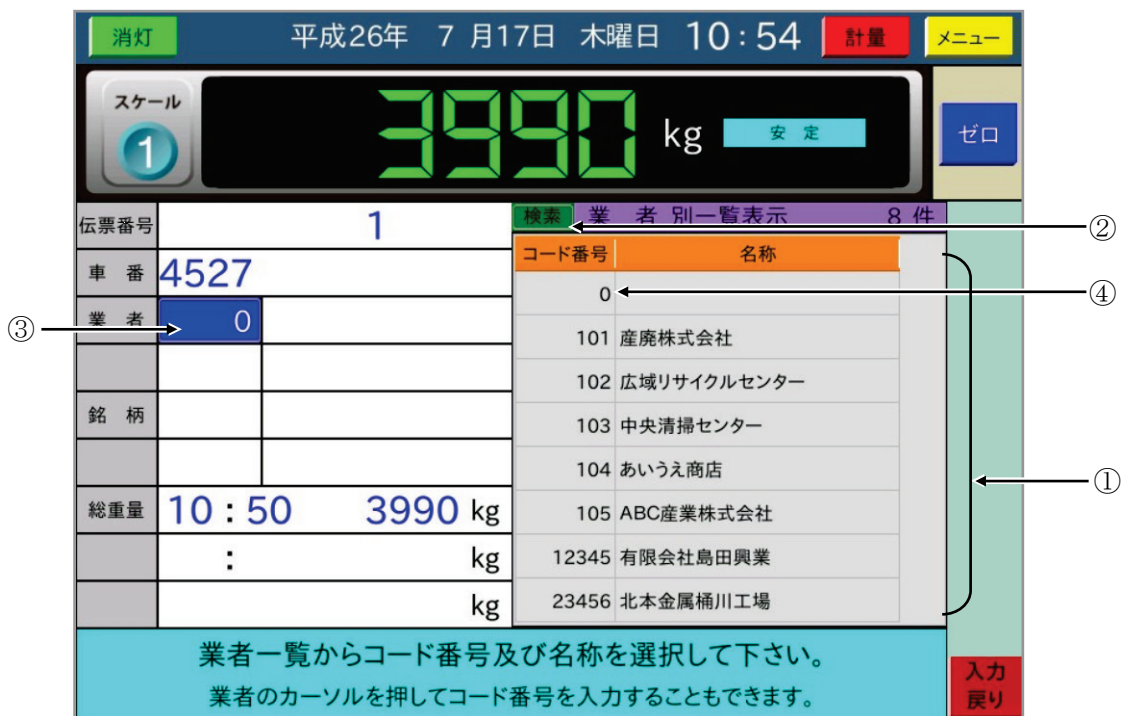 消灯 平成26年 7月17日 木曜日 10:54 計量 メニュー
スケール
1
3990 kg 安定
ゼロ
伝票番号 1
検索 業者別一覧表示 8件
②
車番 4527
コード番号 名称
0
④
③
業者 0
101 産廃株式会社
102 広域リサイクルセンター
銘柄
103 中央清掃センター
104 あいうえ商店
①
総重量 10:50 3990 kg
105 ABC産業株式会社
: kg
12345 有限会社島田興業
kg
23456 北本金属桶川工場
業者一覧からコード番号及び名称を選択して下さい。
業者のカーソルを押してコード番号を入力することもできます。
入力
戻り